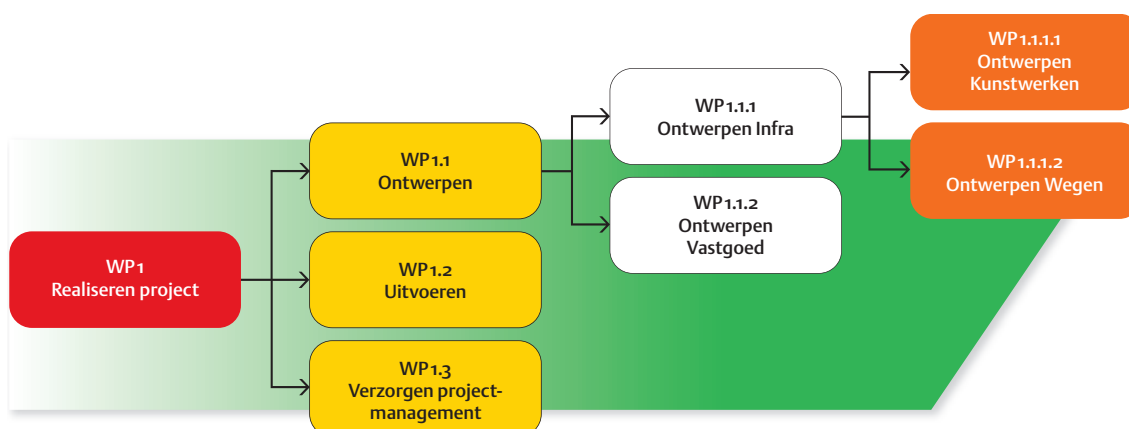 WP1
Realiseren project
WP1.1
Ontwerpen
WP1.2
Uitvoeren
WP1.3
Verzorgen project-
management
WP1.1.1
Ontwerpen Infra
WP1.1.2
Ontwerpen
Vastgoed
WP1.1.1.1
Ontwerpen
Kunstwerken
WP1.1.1.2
Ontwerpen Wegen